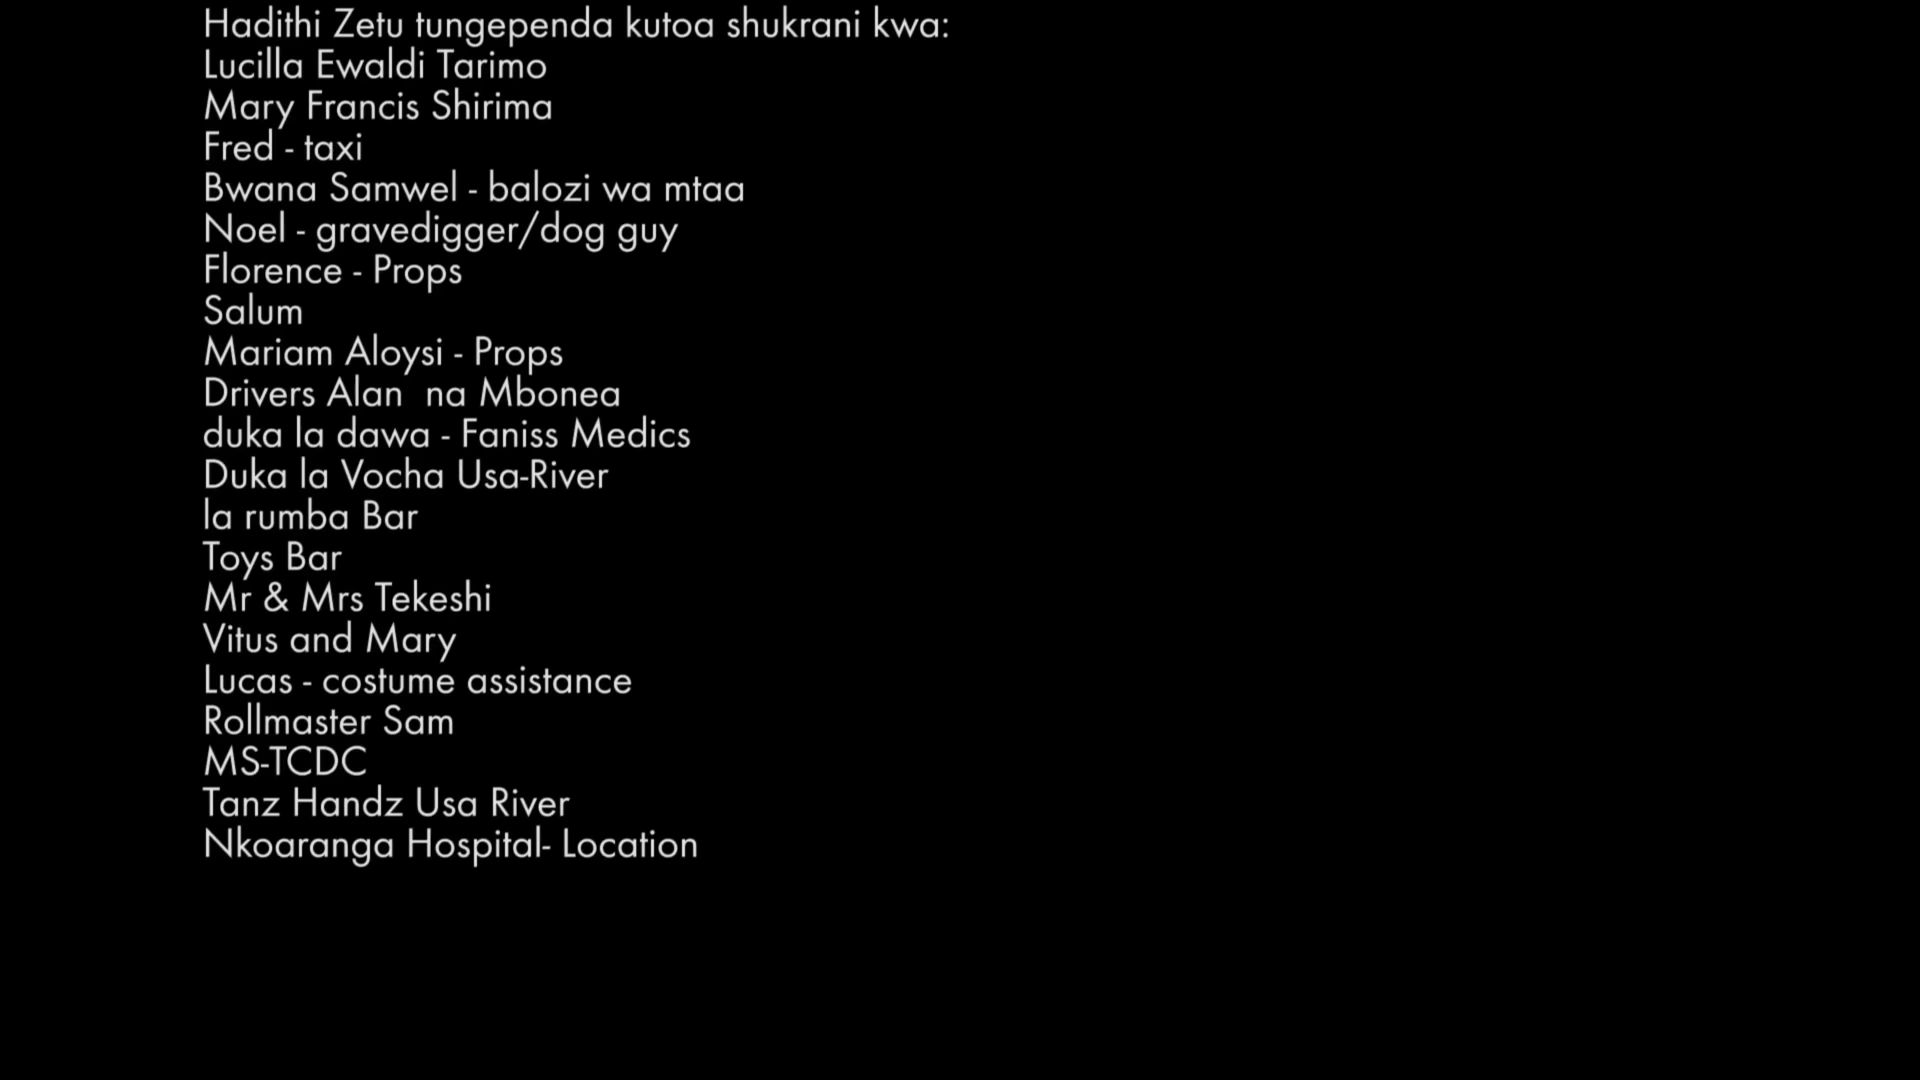 Hadithi Zetu tungependa kutoa shukrani kwa:
Lucilla Ewaldi Tarimo
Mary Francis Shirima
Fred - taxi
Bwana Samwel - balozi wa mtaa
Noel - gravedigger/dog guy
Florence - Props
Salum
Mariam Aloysi - Props
Drivers Alan  na Mbonea
duka la dawa - Faniss Medics
Duka la Vocha Usa-River
la rumba Bar
Toys Bar
Mr & Mrs Tekeshi
Vitus and Mary
Lucas - costume assistance
Rollmaster Sam
MS-TCDC
Tanz Handz Usa River
Nkoaranga Hospital- Location